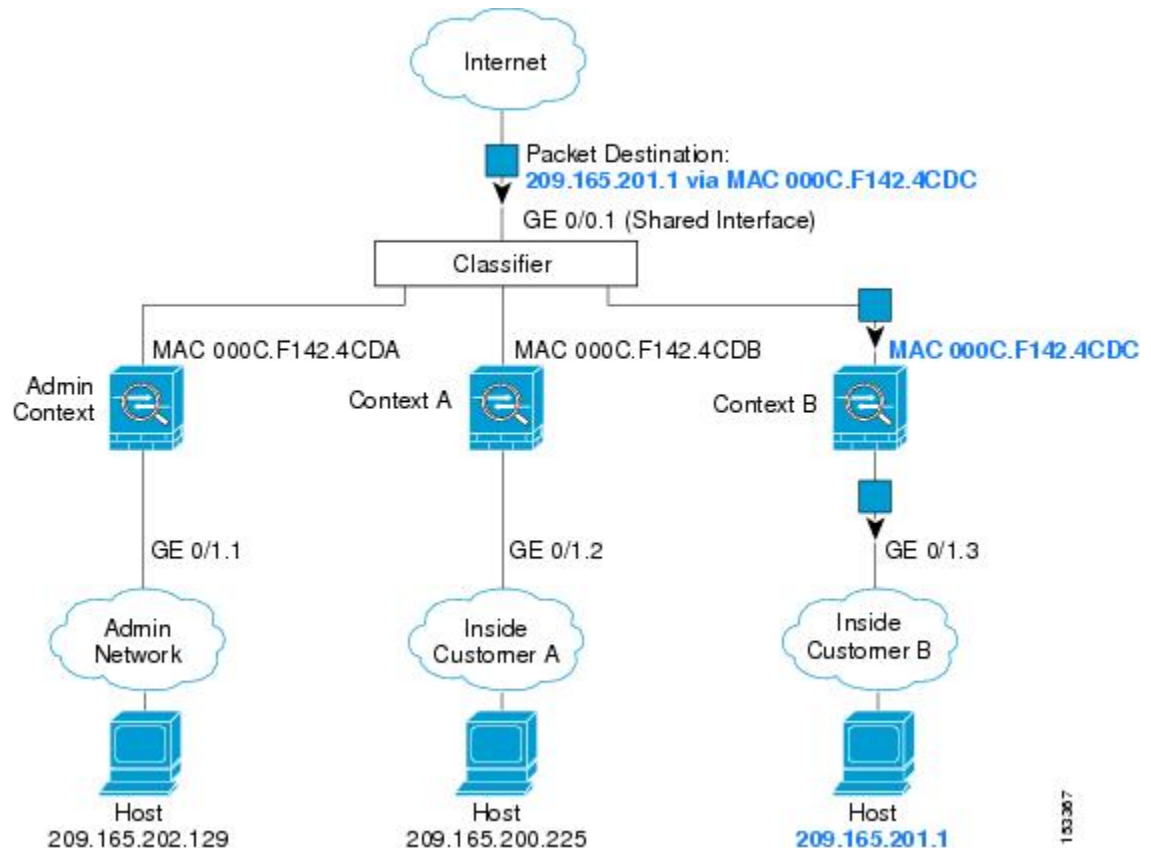 Internet
Packet Destination:
209.165.201.1 via MAC 000C.F142.4CDC
GE 0/0.1 (Shared Interface)
Classifier
MAC 000C.F142.4CDA
MAC 000C.F142.4CDB
MAC 000C.F142.4CDC
Admin
Context
Context A
Context B
GE 0/1.1
GE 0/1.2
GE 0/1.3
Admin
Network
Inside
Customer A
Inside
Customer B
Host
209.165.202.129
Host
209.165.200.225
Host
209.165.201.1
153367